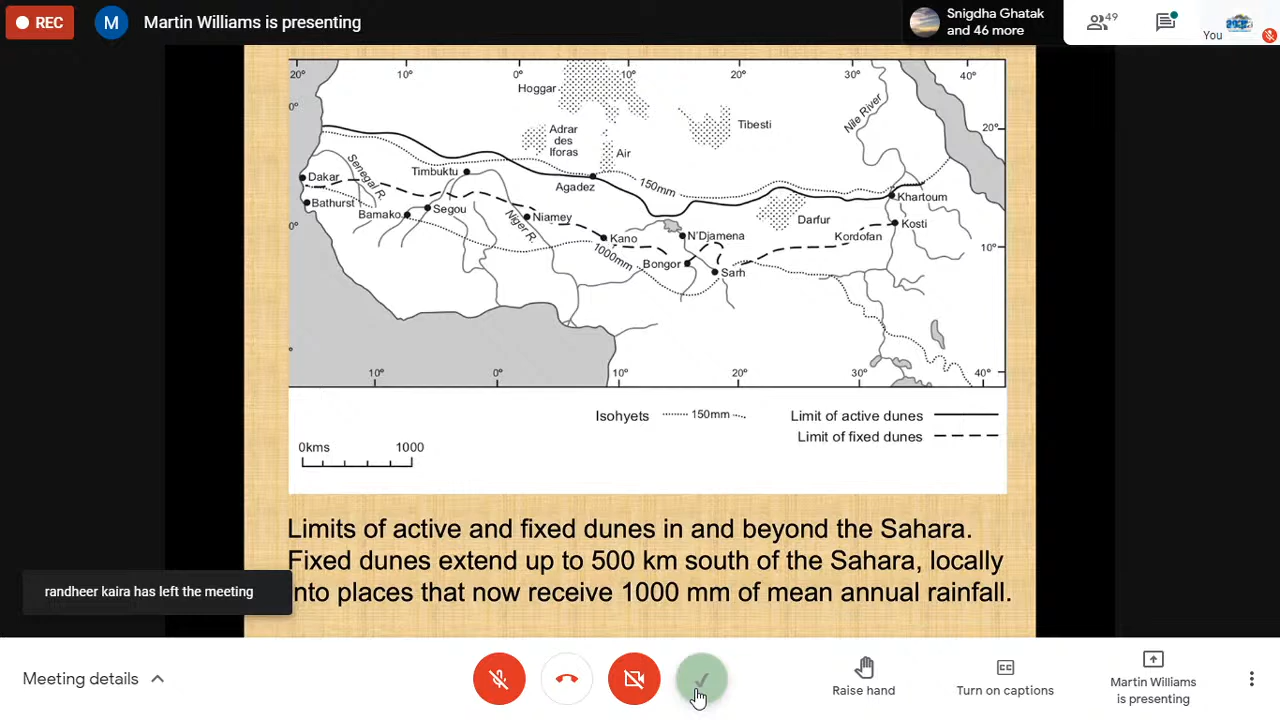 REC
M
Martin Williams is presenting
Snigdha Ghatak
and 46 more
49
You
20°
10°
0°
10°
20°
30°
40°
0°
20°
Hoggar
Adrar
des
Iforas
Air
Tibesti
Nile River
150mm
Timbuktu
Senegal R.
Dakar
Agadez
Khartoum
Bathurst
Bamako
Segou
Niamey
Niger R.
Darfur
0°
Kano
N'Djamena
Kordofan
Kosti
10°
1000mm
Bongor
Sarh
10°
0°
10°
20°
30°
40°
Isohyets
150mm
Limit of active dunes
Limit of fixed dunes
0kms
1000
Limits of active and fixed dunes in and beyond the Sahara.
Fixed dunes extend up to 500 km south of the Sahara, locally
nto places that now receive 1000 mm of mean annual rainfall.
randheer kaira has left the meeting
Meeting details
Raise hand
CC
Turn on captions
Martin Williams
is presenting